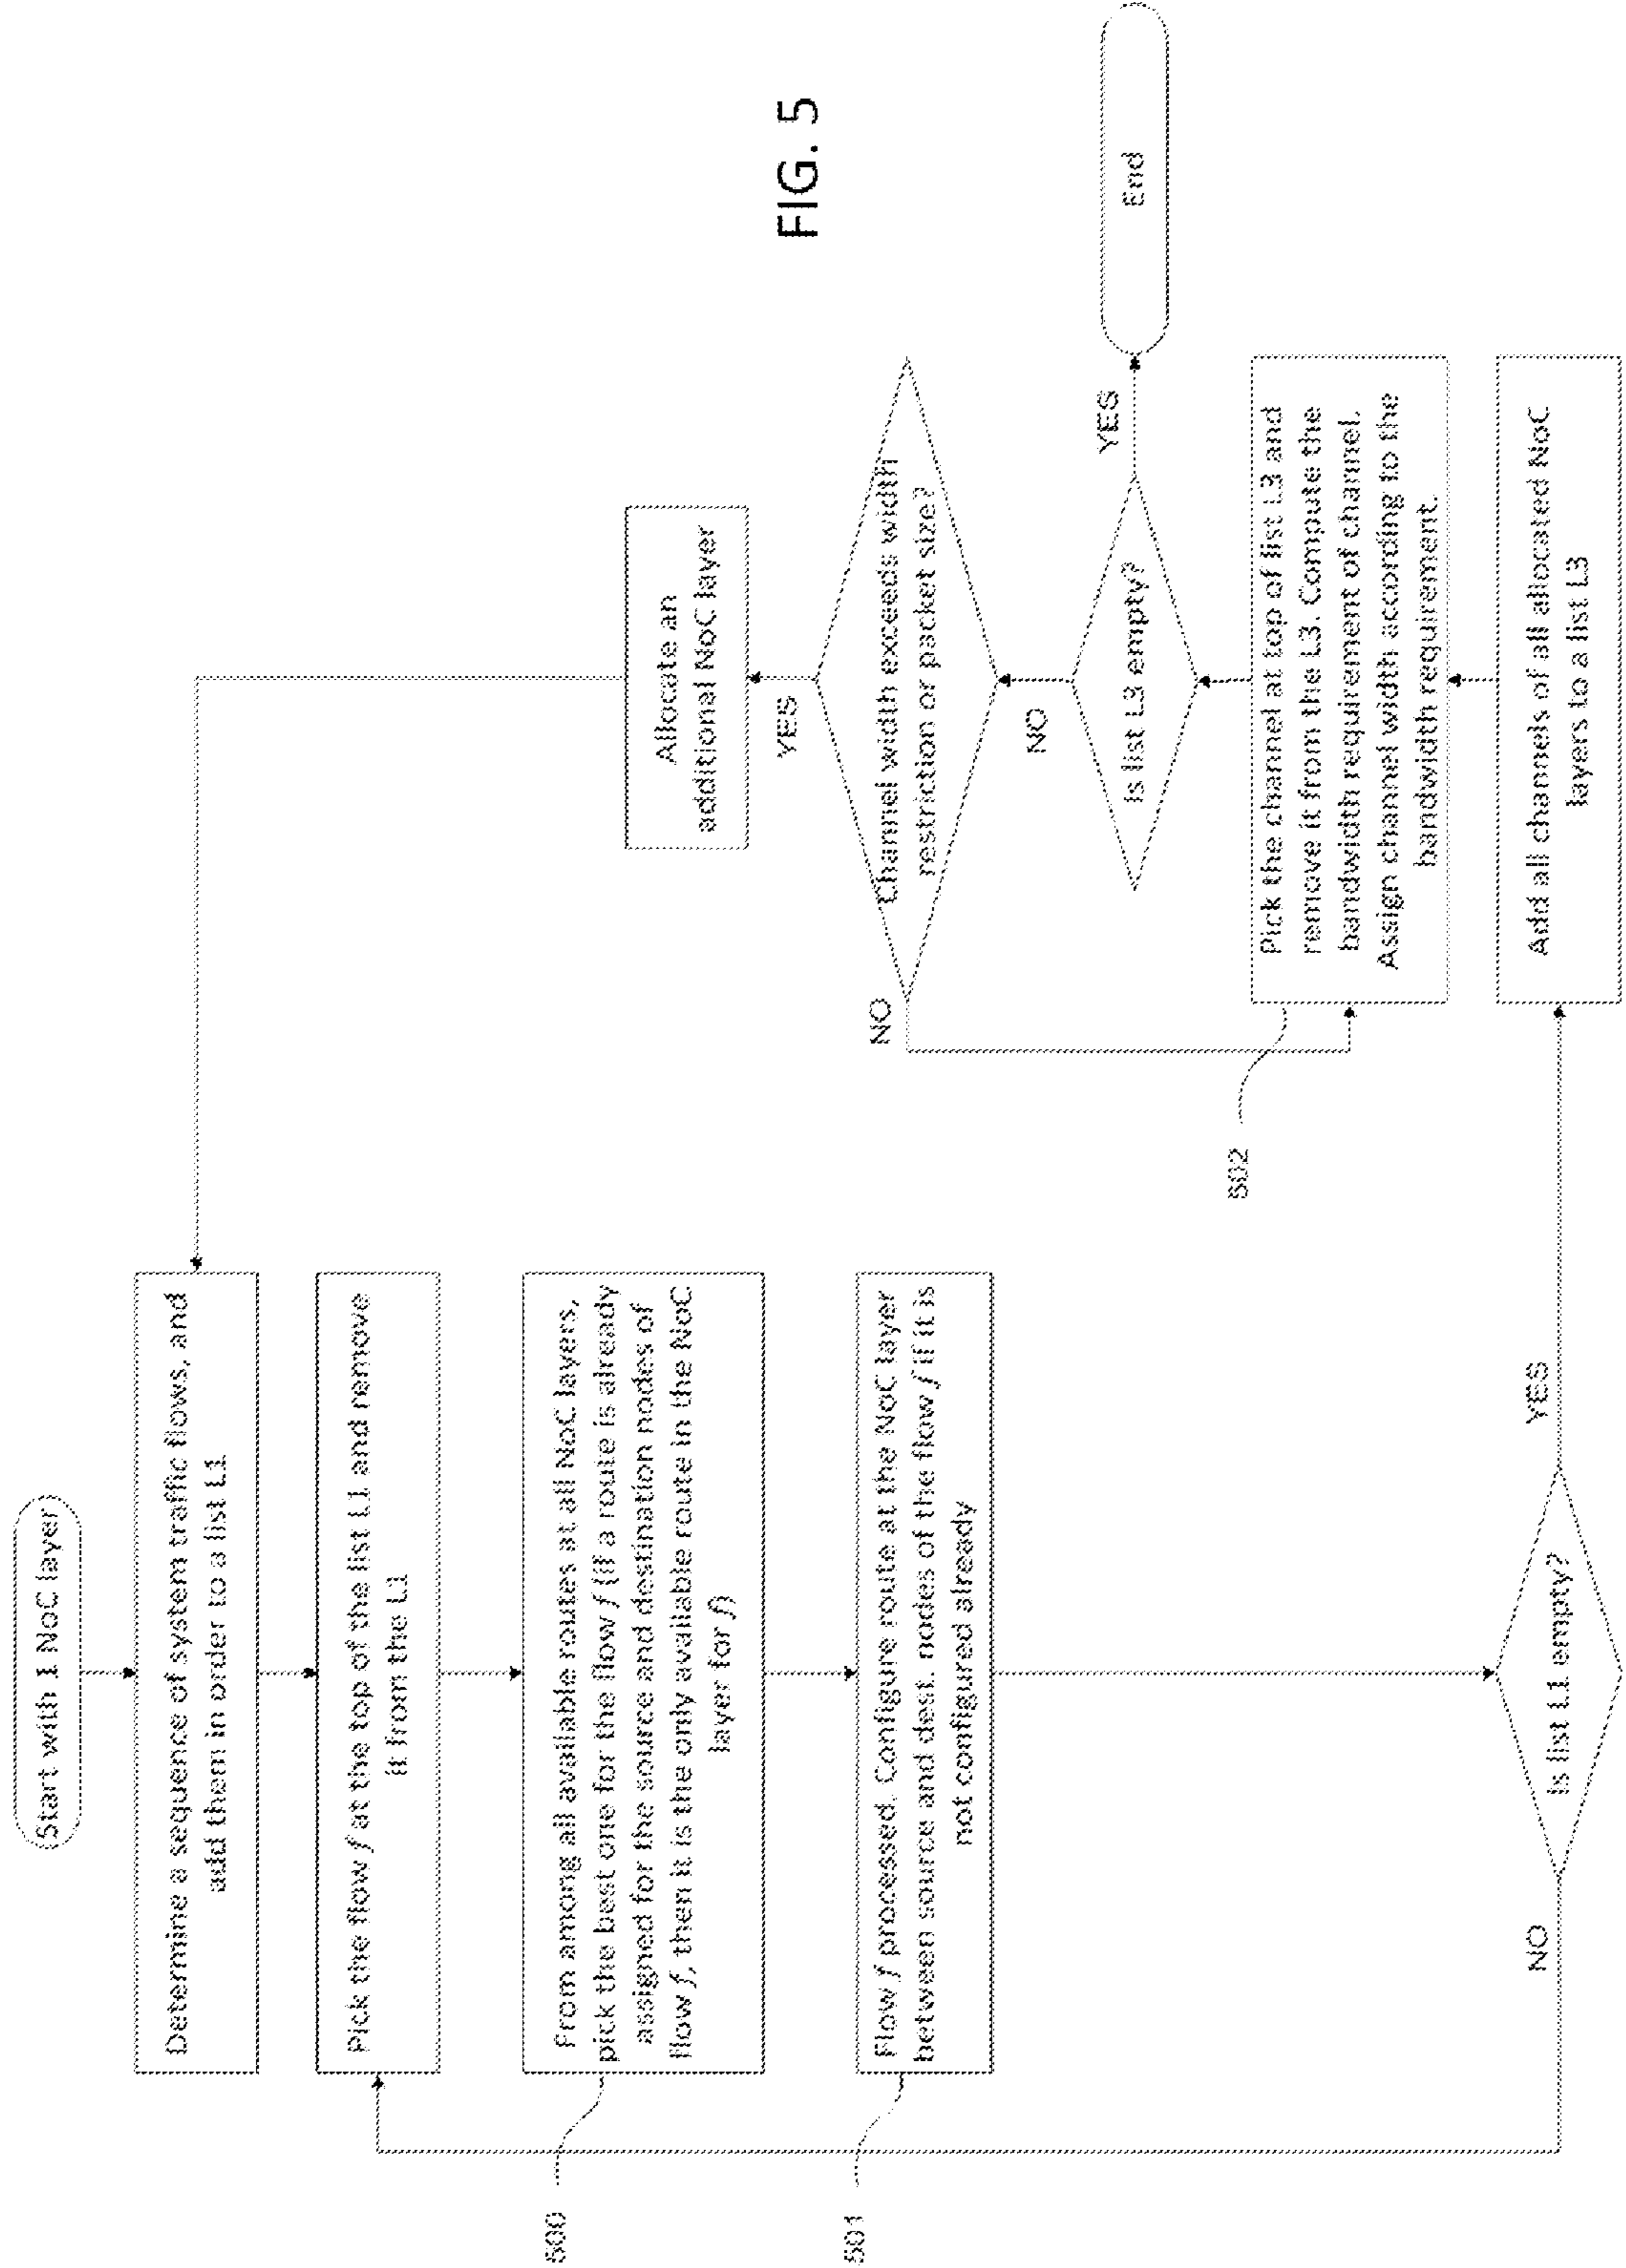 Start with 1 NoC layer
Determine a sequence of system traffic flows, and
add them in order to a list L1
Pick the flow f at the top of the list L1 and remove
it from the L1
From among all available routes at all NoC layers,
pick the best one for the flow f (if a route is already
assigned for the source and destination nodes of
flow f, then it is the only available route in the NoC
layer for f)
500
Flow f processed. Configure route at the NoC layer
between source and dest. nodes of the flow f if it is
not configured already
501
Is list L1 empty?
NO
YES
Add all channels of all allocated NoC
layers to a list L3
Pick the channel at top of list L3 and
remove it from the L3. Compute the
bandwidth requirement of channel.
Assign channel width according to the
bandwidth requirement.
502
Is list L3 empty?
YES
End
NO
Channel width exceeds width
restriction or packet size?
NO
YES
Allocate an
additional NoC layer
FIG. 5